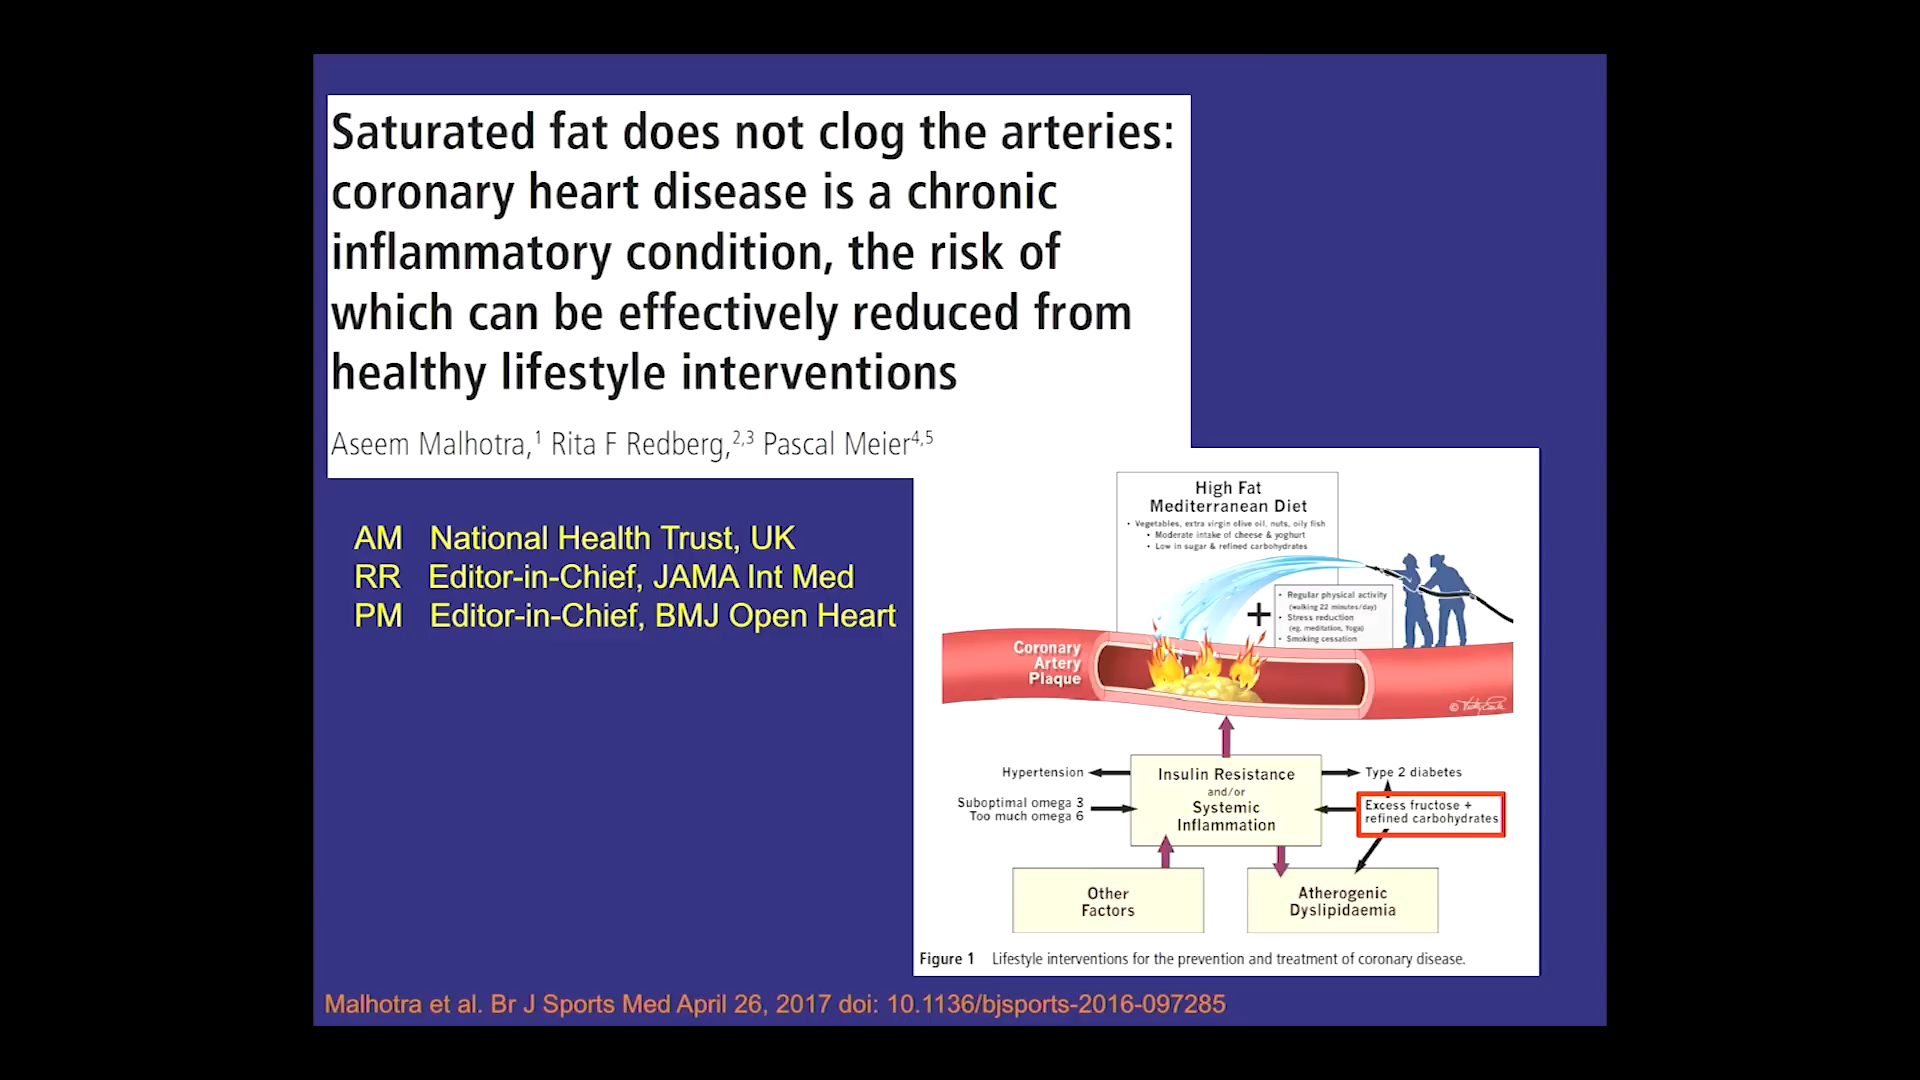 Saturated fat does not clog the arteries:
coronary heart disease is a chronic
inflammatory condition, the risk of
which can be effectively reduced from
healthy lifestyle interventions
Aseem Malhotra,1 Rita F Redberg,2,3 Pascal Meier4,5
AM National Health Trust, UK
RR Editor-in-Chief, JAMA Int Med
PM Editor-in-Chief, BMJ Open Heart
High Fat
Mediterranean Diet
• Vegetables, extra virgin olive oil, nuts, oily fish
• Moderate intake of cheese & yoghurt
• Low in sugar & refined carbohydrates
+
• Regular physical activity
(walking 22 minutes/day)
• Stress reduction
(eg. meditation, Yoga)
• Smoking cessation
Coronary
Artery
Plaque
©
Hypertension
Insulin Resistance
and/or
Systemic
Inflammation
Type 2 diabetes
Suboptimal omega 3
Too much omega 6
Excess fructose +
refined carbohydrates
Other
Factors
Atherogenic
Dyslipidaemia
Figure 1 Lifestyle interventions for the prevention and treatment of coronary disease.
Malhotra et al. Br J Sports Med April 26, 2017 doi: 10.1136/bjsports-2016-097285